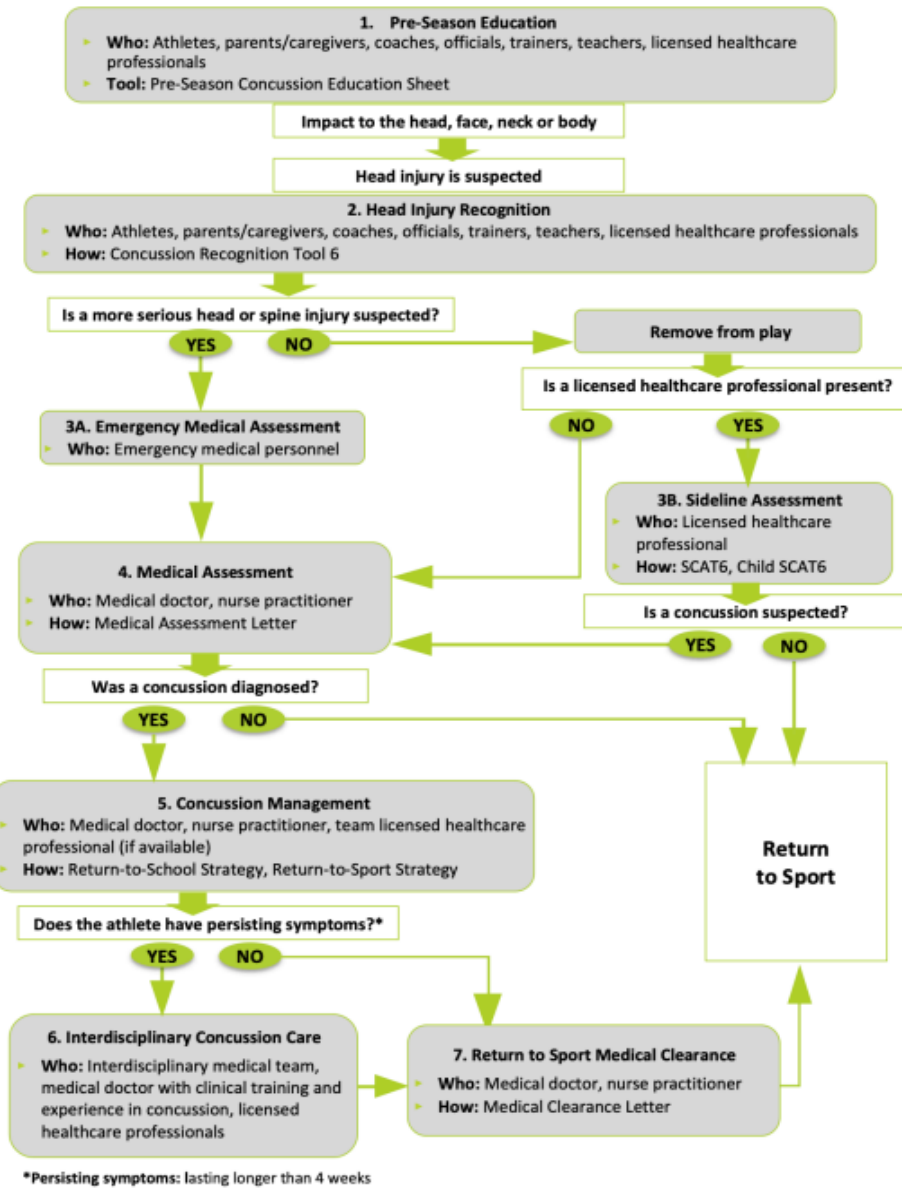 1. Pre-Season Education
Who: Athletes, parents/caregivers, coaches, officials, trainers, teachers, licensed healthcare
professionals
Tool: Pre-Season Concussion Education Sheet
Impact to the head, face, neck or body
Head injury is suspected
2. Head Injury Recognition
Who: Athletes, parents/caregivers, coaches, officials, trainers, teachers, licensed healthcare professionals
How: Concussion Recognition Tool 6
Is a more serious head or spine injury suspected?
YES
NO
Remove from play
Is a licensed healthcare professional present?
NO
YES
3A. Emergency Medical Assessment
Who: Emergency medical personnel
3B. Sideline Assessment
Who: Licensed healthcare
professional
How: SCAT6, Child SCAT6
Is a concussion suspected?
YES
NO
4. Medical Assessment
Who: Medical doctor, nurse practitioner
How: Medical Assessment Letter
Was a concussion diagnosed?
YES
NO
5. Concussion Management
Who: Medical doctor, nurse practitioner, team licensed healthcare
professional (if available)
How: Return-to-School Strategy, Return-to-Sport Strategy
Does the athlete have persisting symptoms?*
YES
NO
6. Interdisciplinary Concussion Care
Who: Interdisciplinary medical team,
medical doctor with clinical training and
experience in concussion, licensed
healthcare professionals
7. Return to Sport Medical Clearance
Who: Medical doctor, nurse practitioner
How: Medical Clearance Letter
Return
to Sport
*Persisting symptoms: lasting longer than 4 weeks